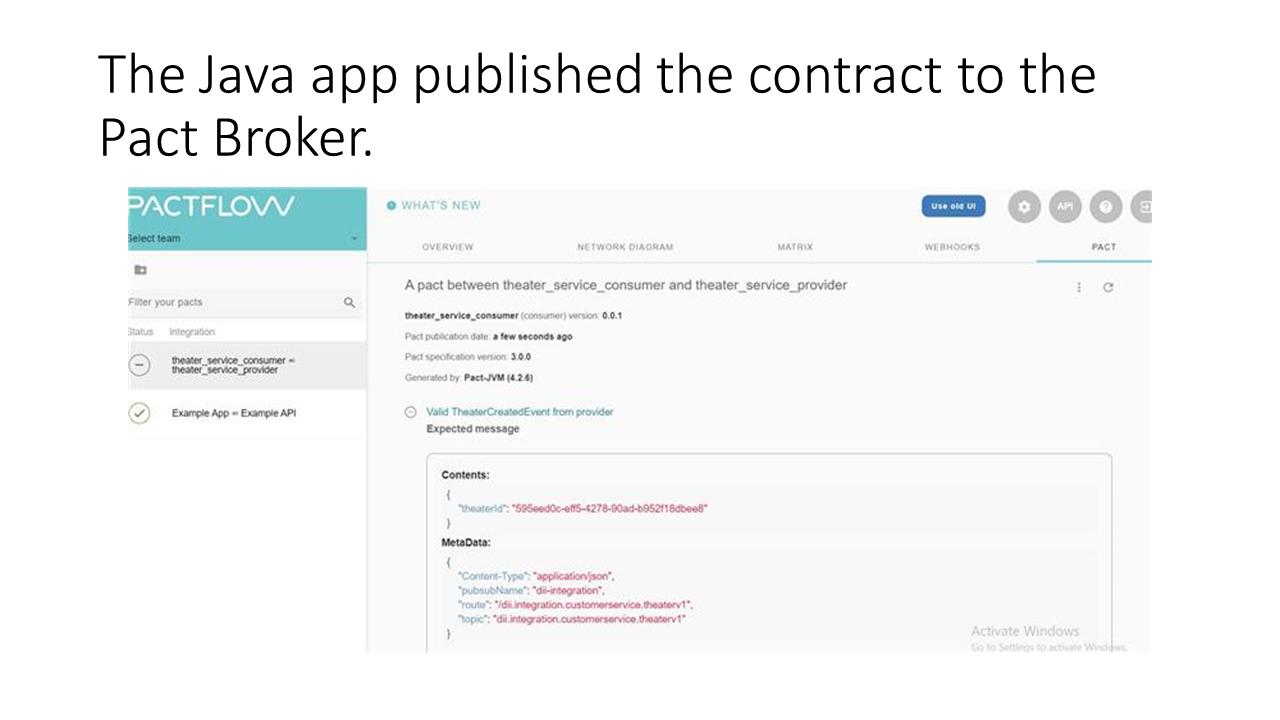 The Java app published the contract to the
Pact Broker.
PACTFLOW
Select team
Filter your pacts
Status Integration
theater_service_consumer ∞
theater_service_provider
Example App ∞ Example API
WHAT'S NEW
Use old UI
API
OVERVIEW NETWORK DIAGRAM MATRIX WEBHOOKS PACT
A pact between theater_service_consumer and theater_service_provider
theater_service_consumer (consumer) version: 0.0.1
Pact publication date: a few seconds ago
Pact specification version: 3.0.0
Generated by: Pact-JVM (4.2.6)
Valid TheaterCreatedEvent from provider
Expected message
Contents:
{
"theaterId": "595eed0c-eff5-4278-90ad-b952f18dbee8"
}
MetaData:
{
"Content-Type": "application/json",
"pubsubName": "dii-integration",
"route": "/dii.integration.customerservice.theaterv1",
"topic": "dii.integration.customerservice.theaterv1"
}
Activate Windows
Go to Settings to activate Windows.